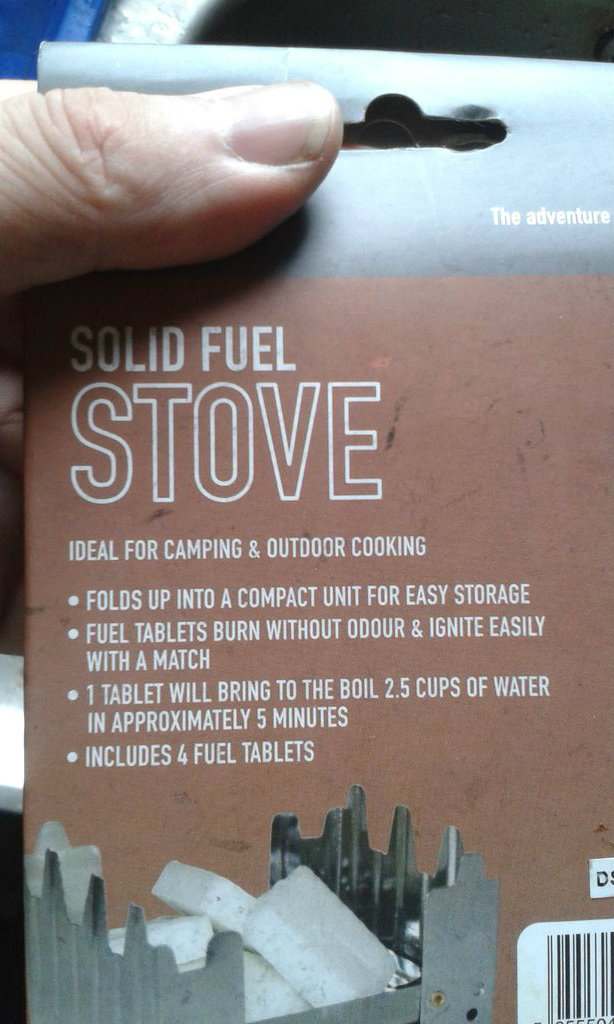 The adventure
SOLID FUEL
STOVE
IDEAL FOR CAMPING & OUTDOOR COOKING
• FOLDS UP INTO A COMPACT UNIT FOR EASY STORAGE
• FUEL TABLETS BURN WITHOUT ODOUR & IGNITE EASILY
WITH A MATCH
• 1 TABLET WILL BRING TO THE BOIL 2.5 CUPS OF WATER
IN APPROXIMATELY 5 MINUTES
• INCLUDES 4 FUEL TABLETS